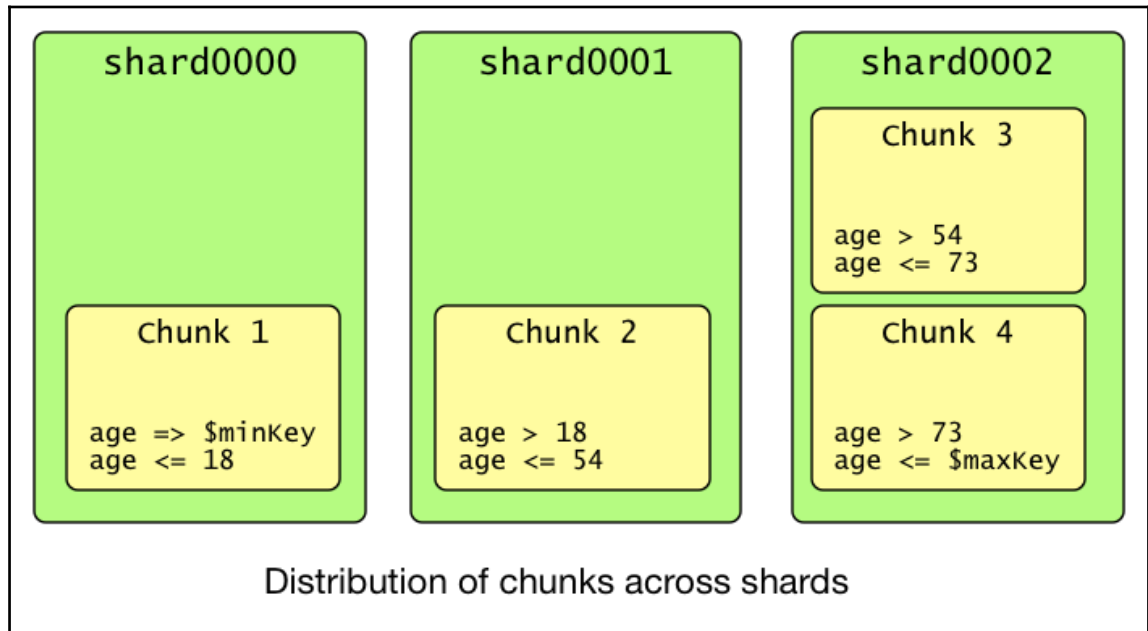 shard0000
Chunk 1
age => $minKey
age <= 18
shard0001
Chunk 2
age > 18
age <= 54
shard0002
Chunk 3
age > 54
age <= 73
Chunk 4
age > 73
age <= $maxKey
Distribution of chunks across shards